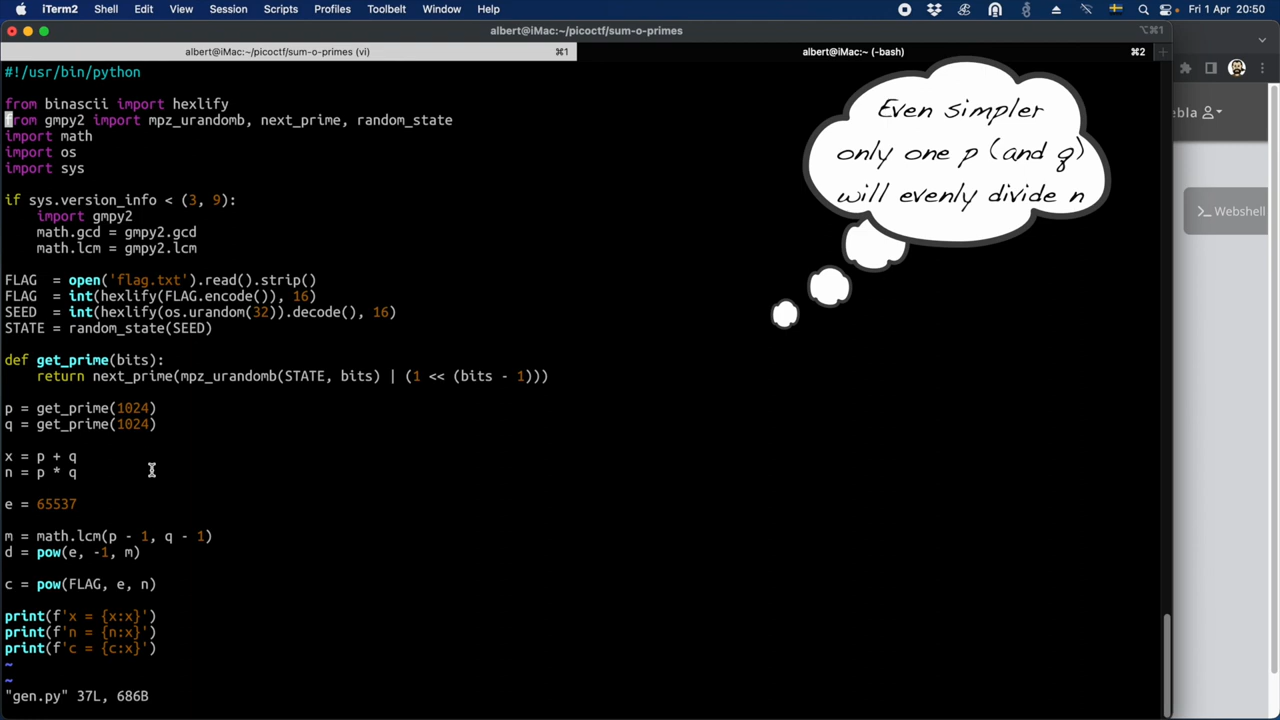 iTerm2 Shell Edit View Session Scripts Profiles Toolbelt Window Help Fri 1 Apr 20:50
albert@iMac:~/picoctf/sum-o-primes ⌥⌘1
albert@iMac:~/picoctf/sum-o-primes (vi) ⌘1 albert@iMac:~ (-bash) ⌘2
#!/usr/bin/python
from binascii import hexlify
from gmpy2 import mpz_urandomb, next_prime, random_state
import math
import os
import sys
if sys.version_info < (3, 9):
    import gmpy2
    math.gcd = gmpy2.gcd
    math.lcm = gmpy2.lcm
FLAG  = open('flag.txt').read().strip()
FLAG  = int(hexlify(FLAG.encode()), 16)
SEED  = int(hexlify(os.urandom(32)).decode(), 16)
STATE = random_state(SEED)
def get_prime(bits):
    return next_prime(mpz_urandomb(STATE, bits) | (1 << (bits - 1)))
p = get_prime(1024)
q = get_prime(1024)
x = p + q
n = p * q
e = 65537
m = math.lcm(p - 1, q - 1)
d = pow(e, -1, m)
c = pow(FLAG, e, n)
print(f'x = {x:x}')
print(f'n = {n:x}')
print(f'c = {c:x}')
~
~
"gen.py" 37L, 686B
Even simpler
only one p (and q)
will evenly divide n
ebla
>_ Webshell